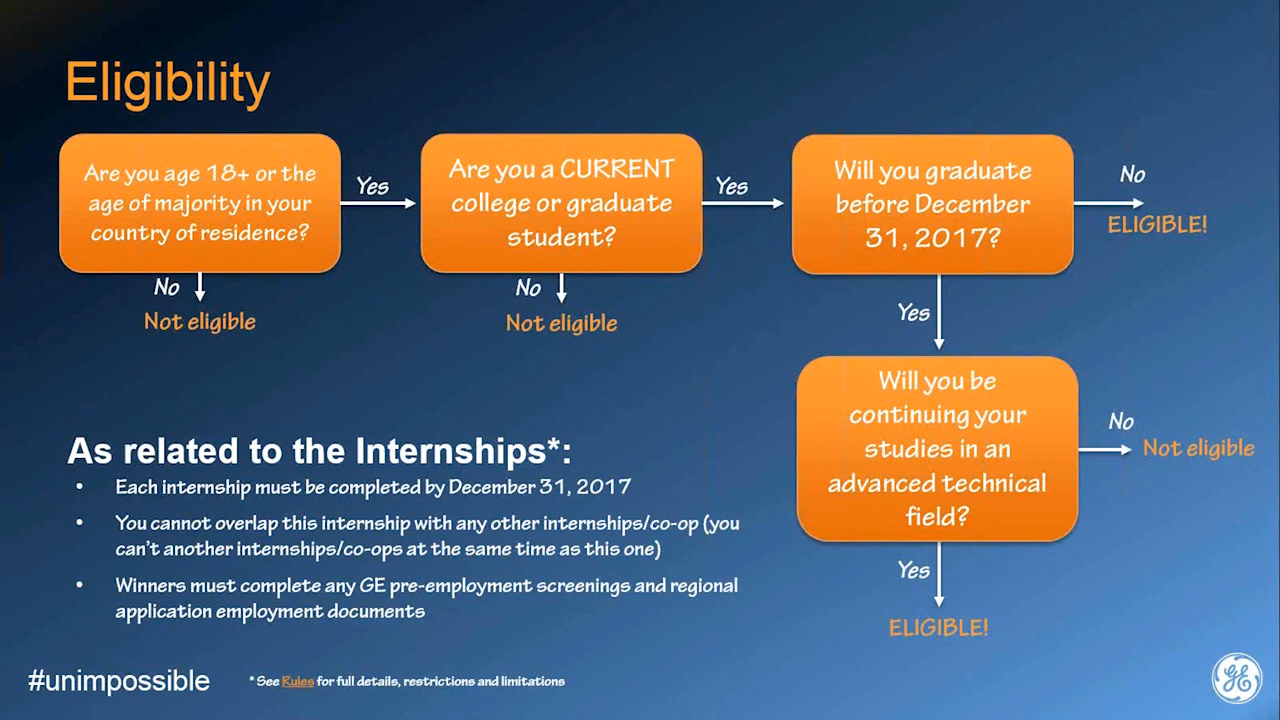 Eligibility
Are you age 18+ or the
age of majority in your
country of residence?
Yes
No
Not eligible
Are you a CURRENT
college or graduate
student?
Yes
No
Not eligible
Will you graduate
before December
31, 2017?
No
ELIGIBLE!
Yes
Will you be
continuing your
studies in an
advanced technical
field?
No
Not eligible
Yes
ELIGIBLE!
As related to the Internships*:
• Each internship must be completed by December 31, 2017
• You cannot overlap this internship with any other internships/co-op (you
can't another internships/co-ops at the same time as this one)
• Winners must complete any GE pre-employment screenings and regional
application employment documents
#unimpossible
* See Rules for full details, restrictions and limitations
GE